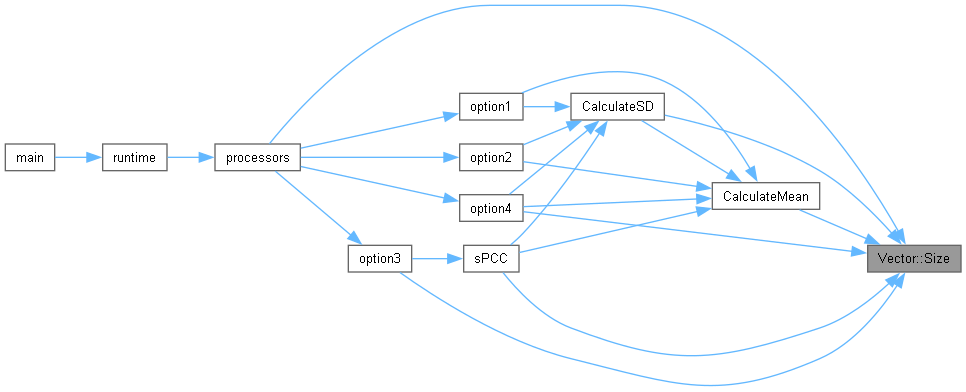 main
runtime
processors
option1
option2
option4
option3
CalculateSD
CalculateMean
sPCC
Vector::Size